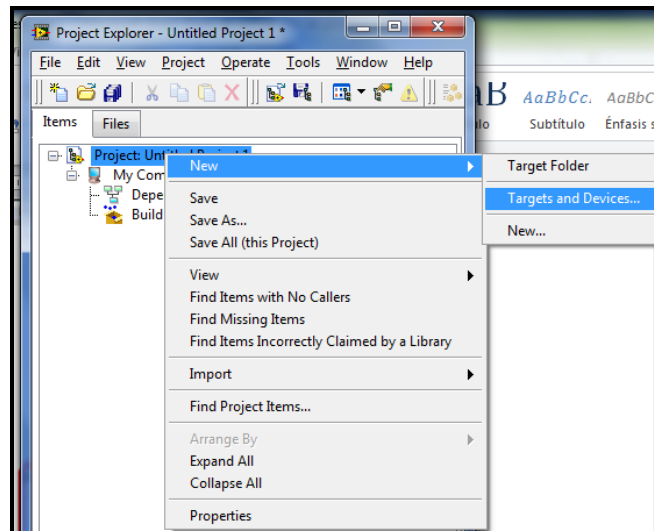 Project Explorer - Untitled Project 1 *
File Edit View Project Operate Tools Window Help
Items Files
Project: Untitled Project 1
My Com
Depe
Build
New
Save
Save As...
Save All (this Project)
View
Find Items with No Callers
Find Missing Items
Find Items Incorrectly Claimed by a Library
Import
Find Project Items...
Arrange By
Expand All
Collapse All
Properties
Target Folder
Targets and Devices...
New...
AaBbCc. AaBbC
Subtítulo Énfasis s